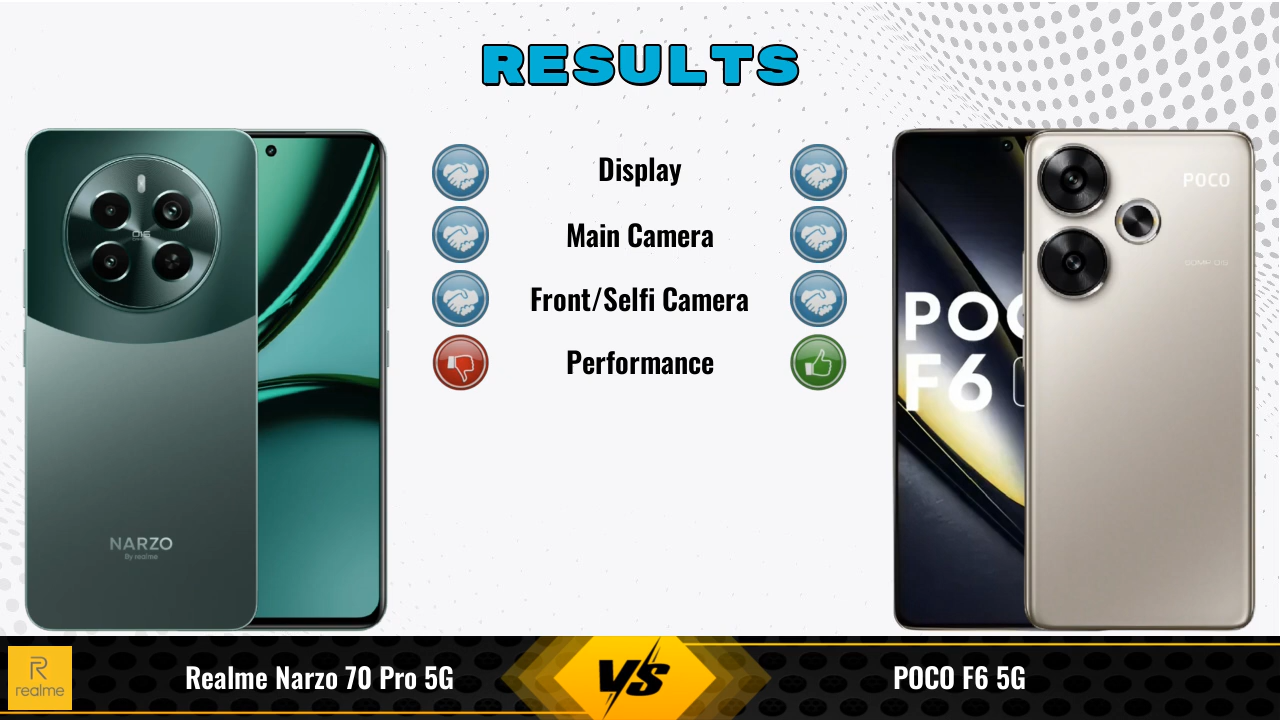 RESULTS
Display
Main Camera
Front/Selfi Camera
Performance
OIS
NARZO
By realme
POCO
POCO
F6
R
realme
Realme Narzo 70 Pro 5G
VS
POCO F6 5G